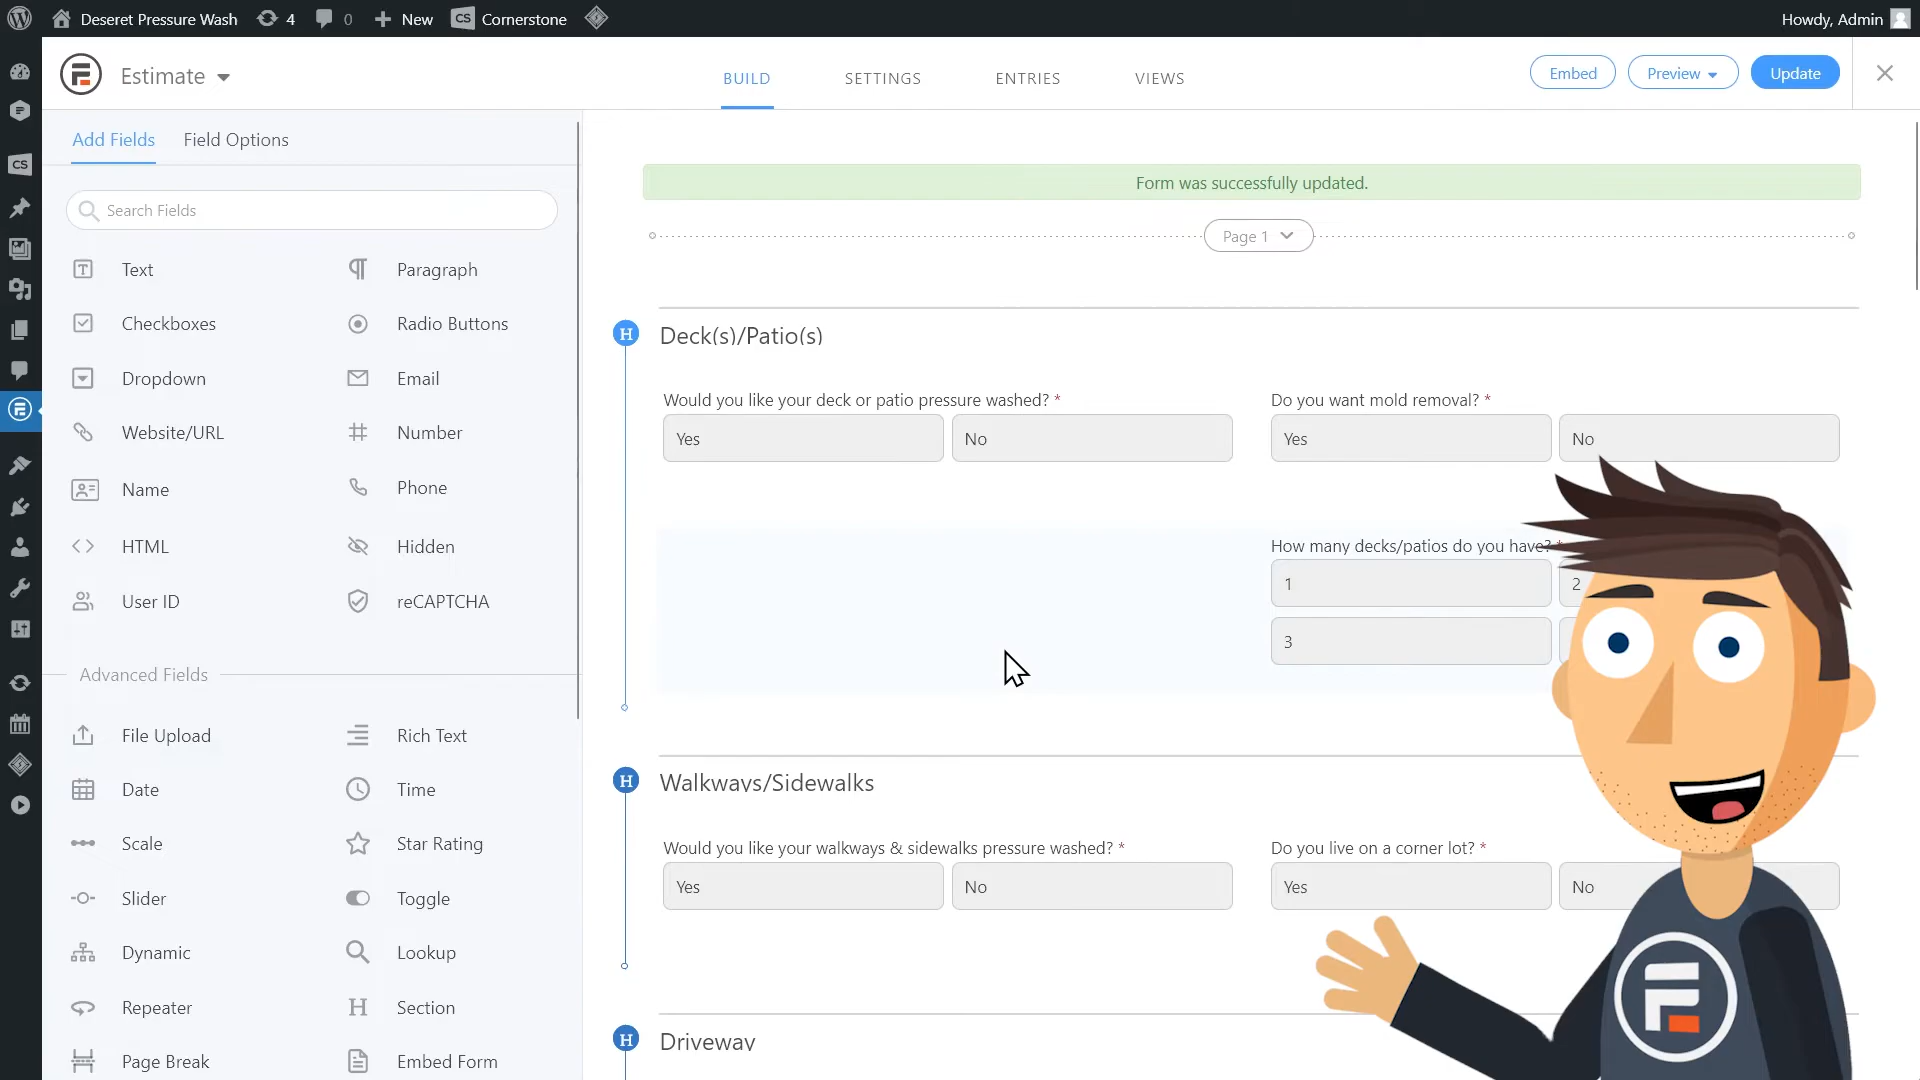 Deseret Pressure Wash 4 0 New CS Cornerstone Howdy, Admin
Estimate BUILD SETTINGS ENTRIES VIEWS Embed Preview Update
Add Fields Field Options
CS
Search Fields
Text Paragraph
Checkboxes Radio Buttons
Dropdown Email
Website/URL Number
Name Phone
HTML Hidden
User ID reCAPTCHA
Advanced Fields
File Upload Rich Text
Date Time
Scale Star Rating
Slider Toggle
Dynamic Lookup
Repeater Section
Page Break Embed Form
Form was successfully updated.
Page 1
H Deck(s)/Patio(s)
Would you like your deck or patio pressure washed? * Do you want mold removal? *
Yes No Yes No
How many decks/patios do you have? *
1 2
3
H Walkways/Sidewalks
Would you like your walkways & sidewalks pressure washed? * Do you live on a corner lot? *
Yes No Yes No
H Driveway